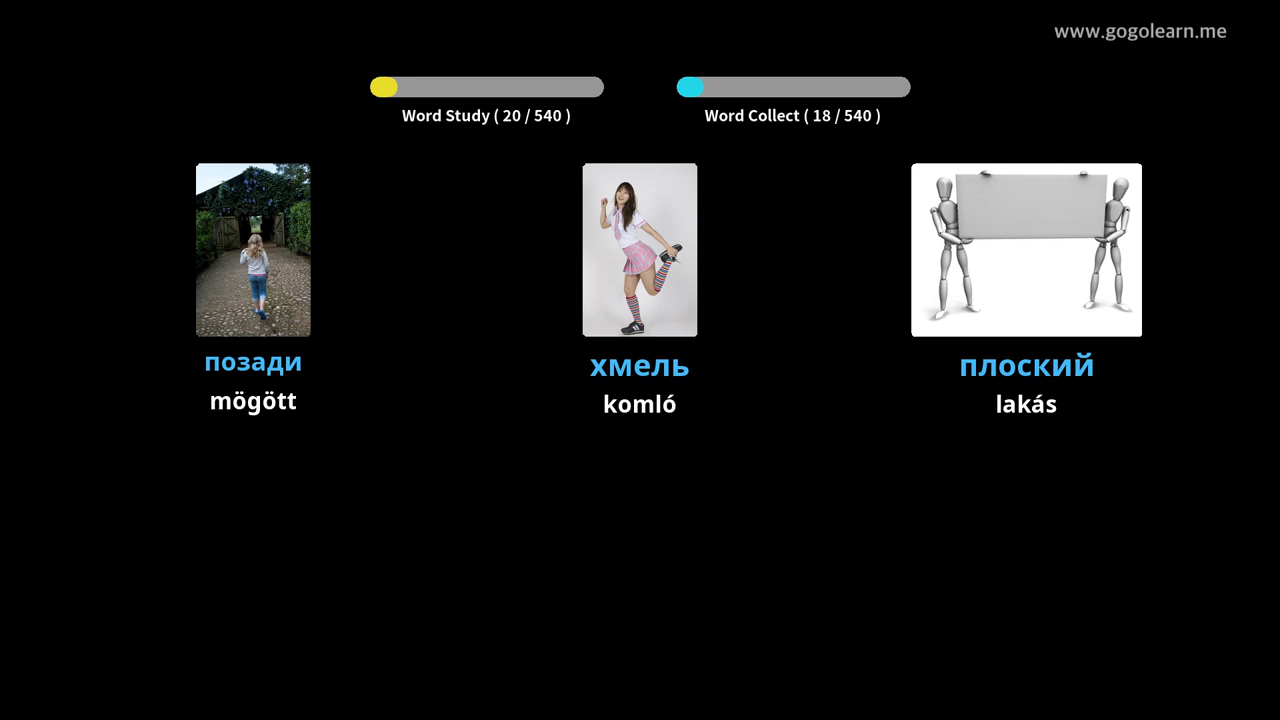 www.gogolearn.me
Word Study ( 20 / 540 )
Word Collect ( 18 / 540 )
позади
хмель
плоский
mögött
komló
lakás